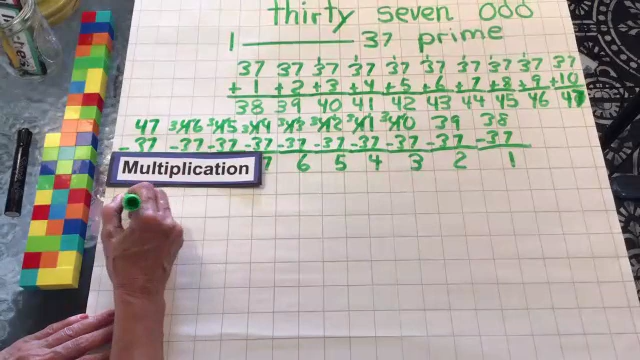 thirty seven odd
1 ———— 37 prime
37 37 37 37 37 37 37 37 37 37
+ 1 + 2 + 3 + 4 + 5 + 6 + 7 + 8 + 9 + 10
38 39 40 41 42 43 44 45 46 47
47 46 45 44 43 42 41 40 39 38
- 37 - 37 - 37 - 37 - 37 - 37 - 37 - 37 - 37 - 37
7 6 5 4 3 2 1
Multiplication